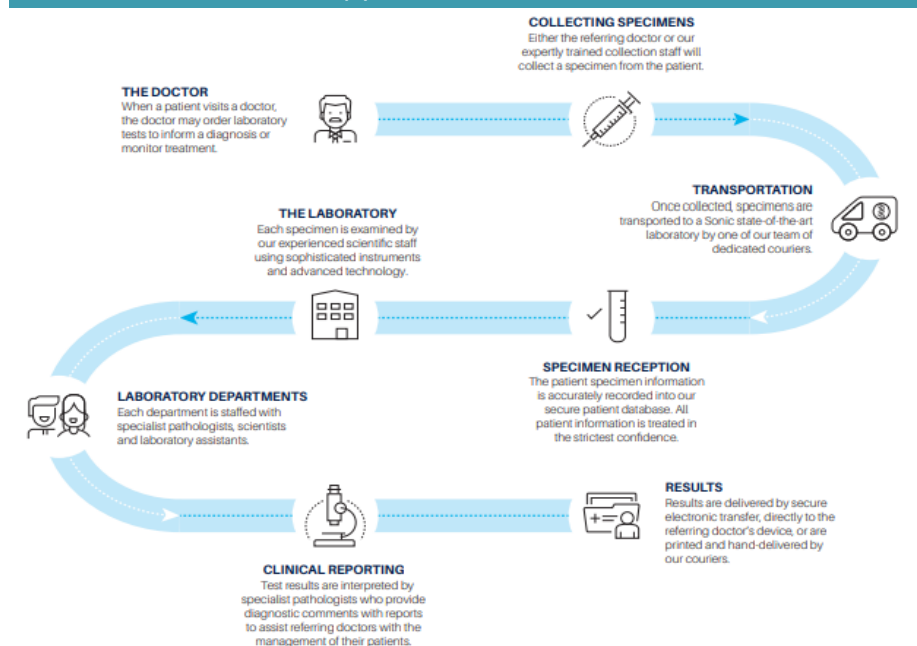 COLLECTING SPECIMENS
Either the referring doctor or our
expertly trained collection staff will
collect a specimen from the patient.
THE DOCTOR
When a patient visits a doctor,
the doctor may order laboratory
tests to inform a diagnosis or
monitor treatment.
TRANSPORTATION
Once collected, specimens are
transported to a Sonic state-of-the-art
laboratory by one of our team of
dedicated couriers.
THE LABORATORY
Each specimen is examined by
our experienced scientific staff
using sophisticated instruments
and advanced technology.
SPECIMEN RECEPTION
The patient specimen information
is accurately recorded into our
secure patient database. All
patient information is treated in
the strictest confidence.
LABORATORY DEPARTMENTS
Each department is staffed with
specialist pathologists, scientists
and laboratory assistants.
CLINICAL REPORTING
Test results are interpreted by
specialist pathologists who provide
diagnostic comments with reports
to assist referring doctors with the
management of their patients.
RESULTS
Results are delivered by secure
electronic transfer, directly to the
referring doctor's device, or are
printed and hand-delivered by
our couriers.